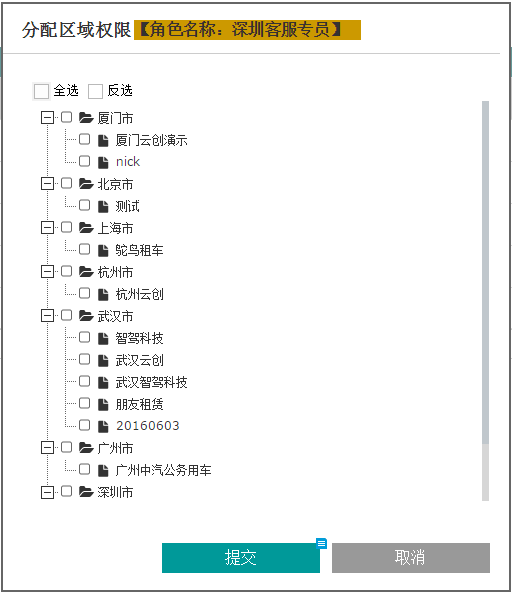 分配区域权限【角色名称：深圳客服专员】
全选 反选
厦门市
厦门云创演示
nick
北京市
测试
上海市
鸵鸟租车
杭州市
杭州云创
武汉市
智驾科技
武汉云创
武汉智驾科技
朋友租赁
20160603
广州市
广州中汽公务用车
深圳市
提交 取消